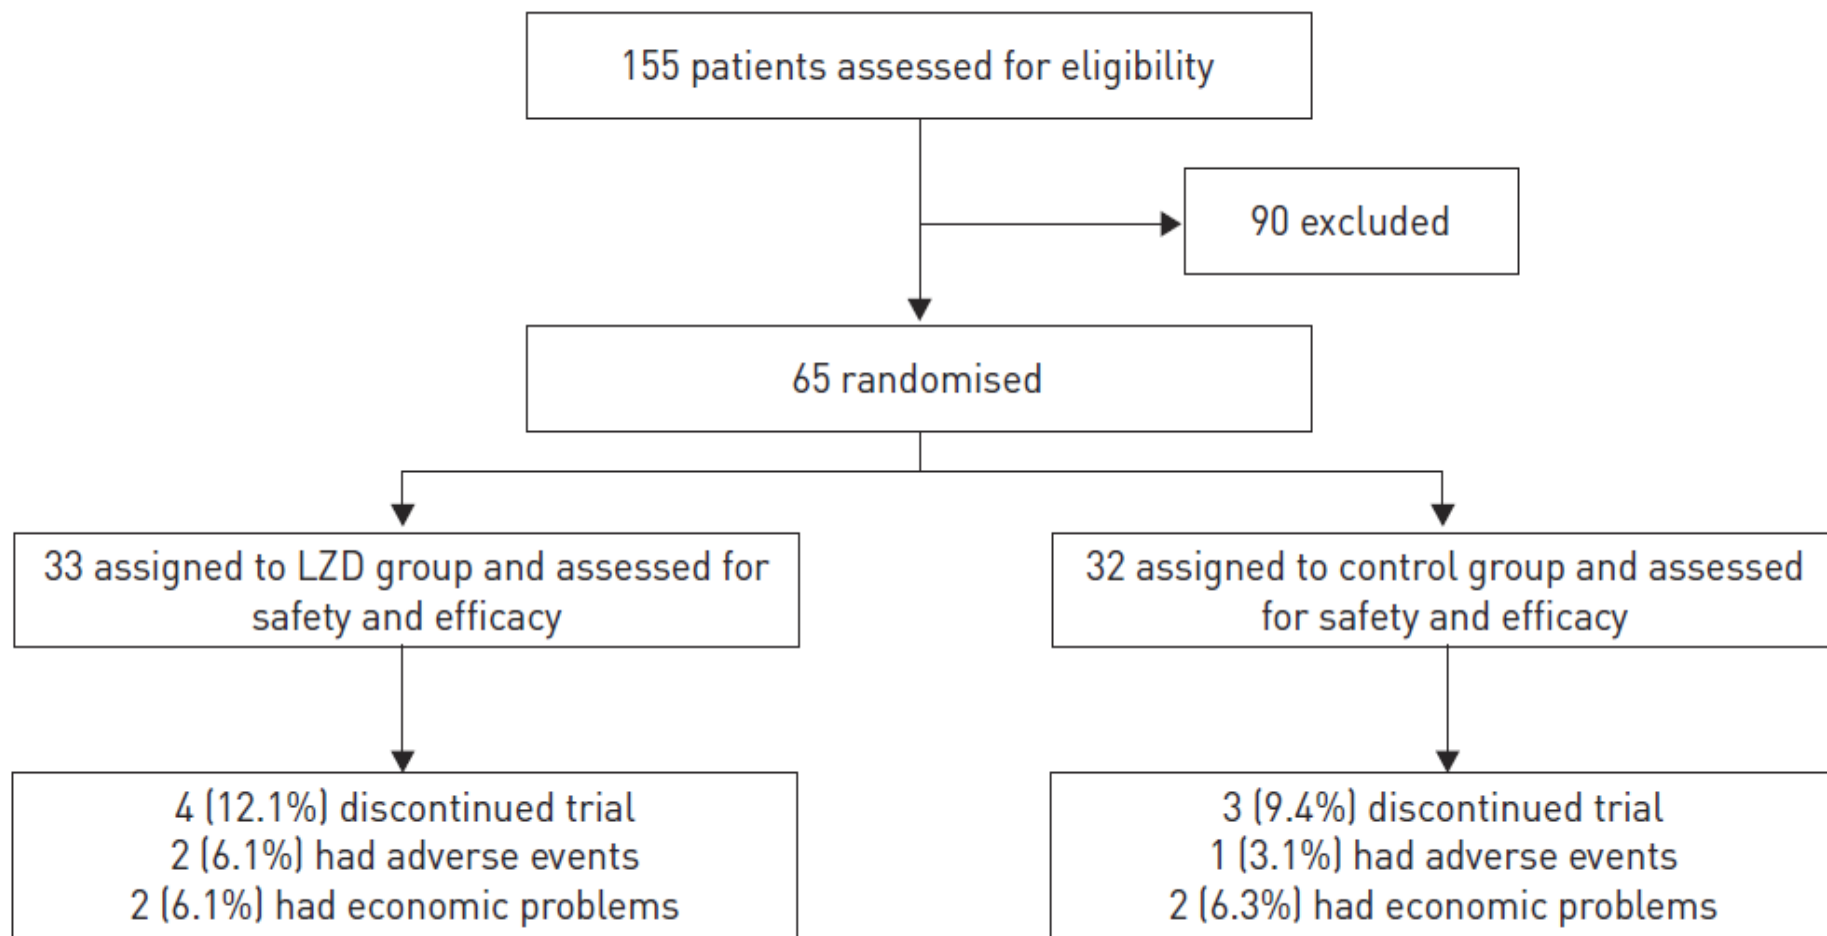 155 patients assessed for eligibility
90 excluded
65 randomised
33 assigned to LZD group and assessed for
safety and efficacy
32 assigned to control group and assessed
for safety and efficacy
4 (12.1%) discontinued trial
2 (6.1%) had adverse events
2 (6.1%) had economic problems
3 (9.4%) discontinued trial
1 (3.1%) had adverse events
2 (6.3%) had economic problems